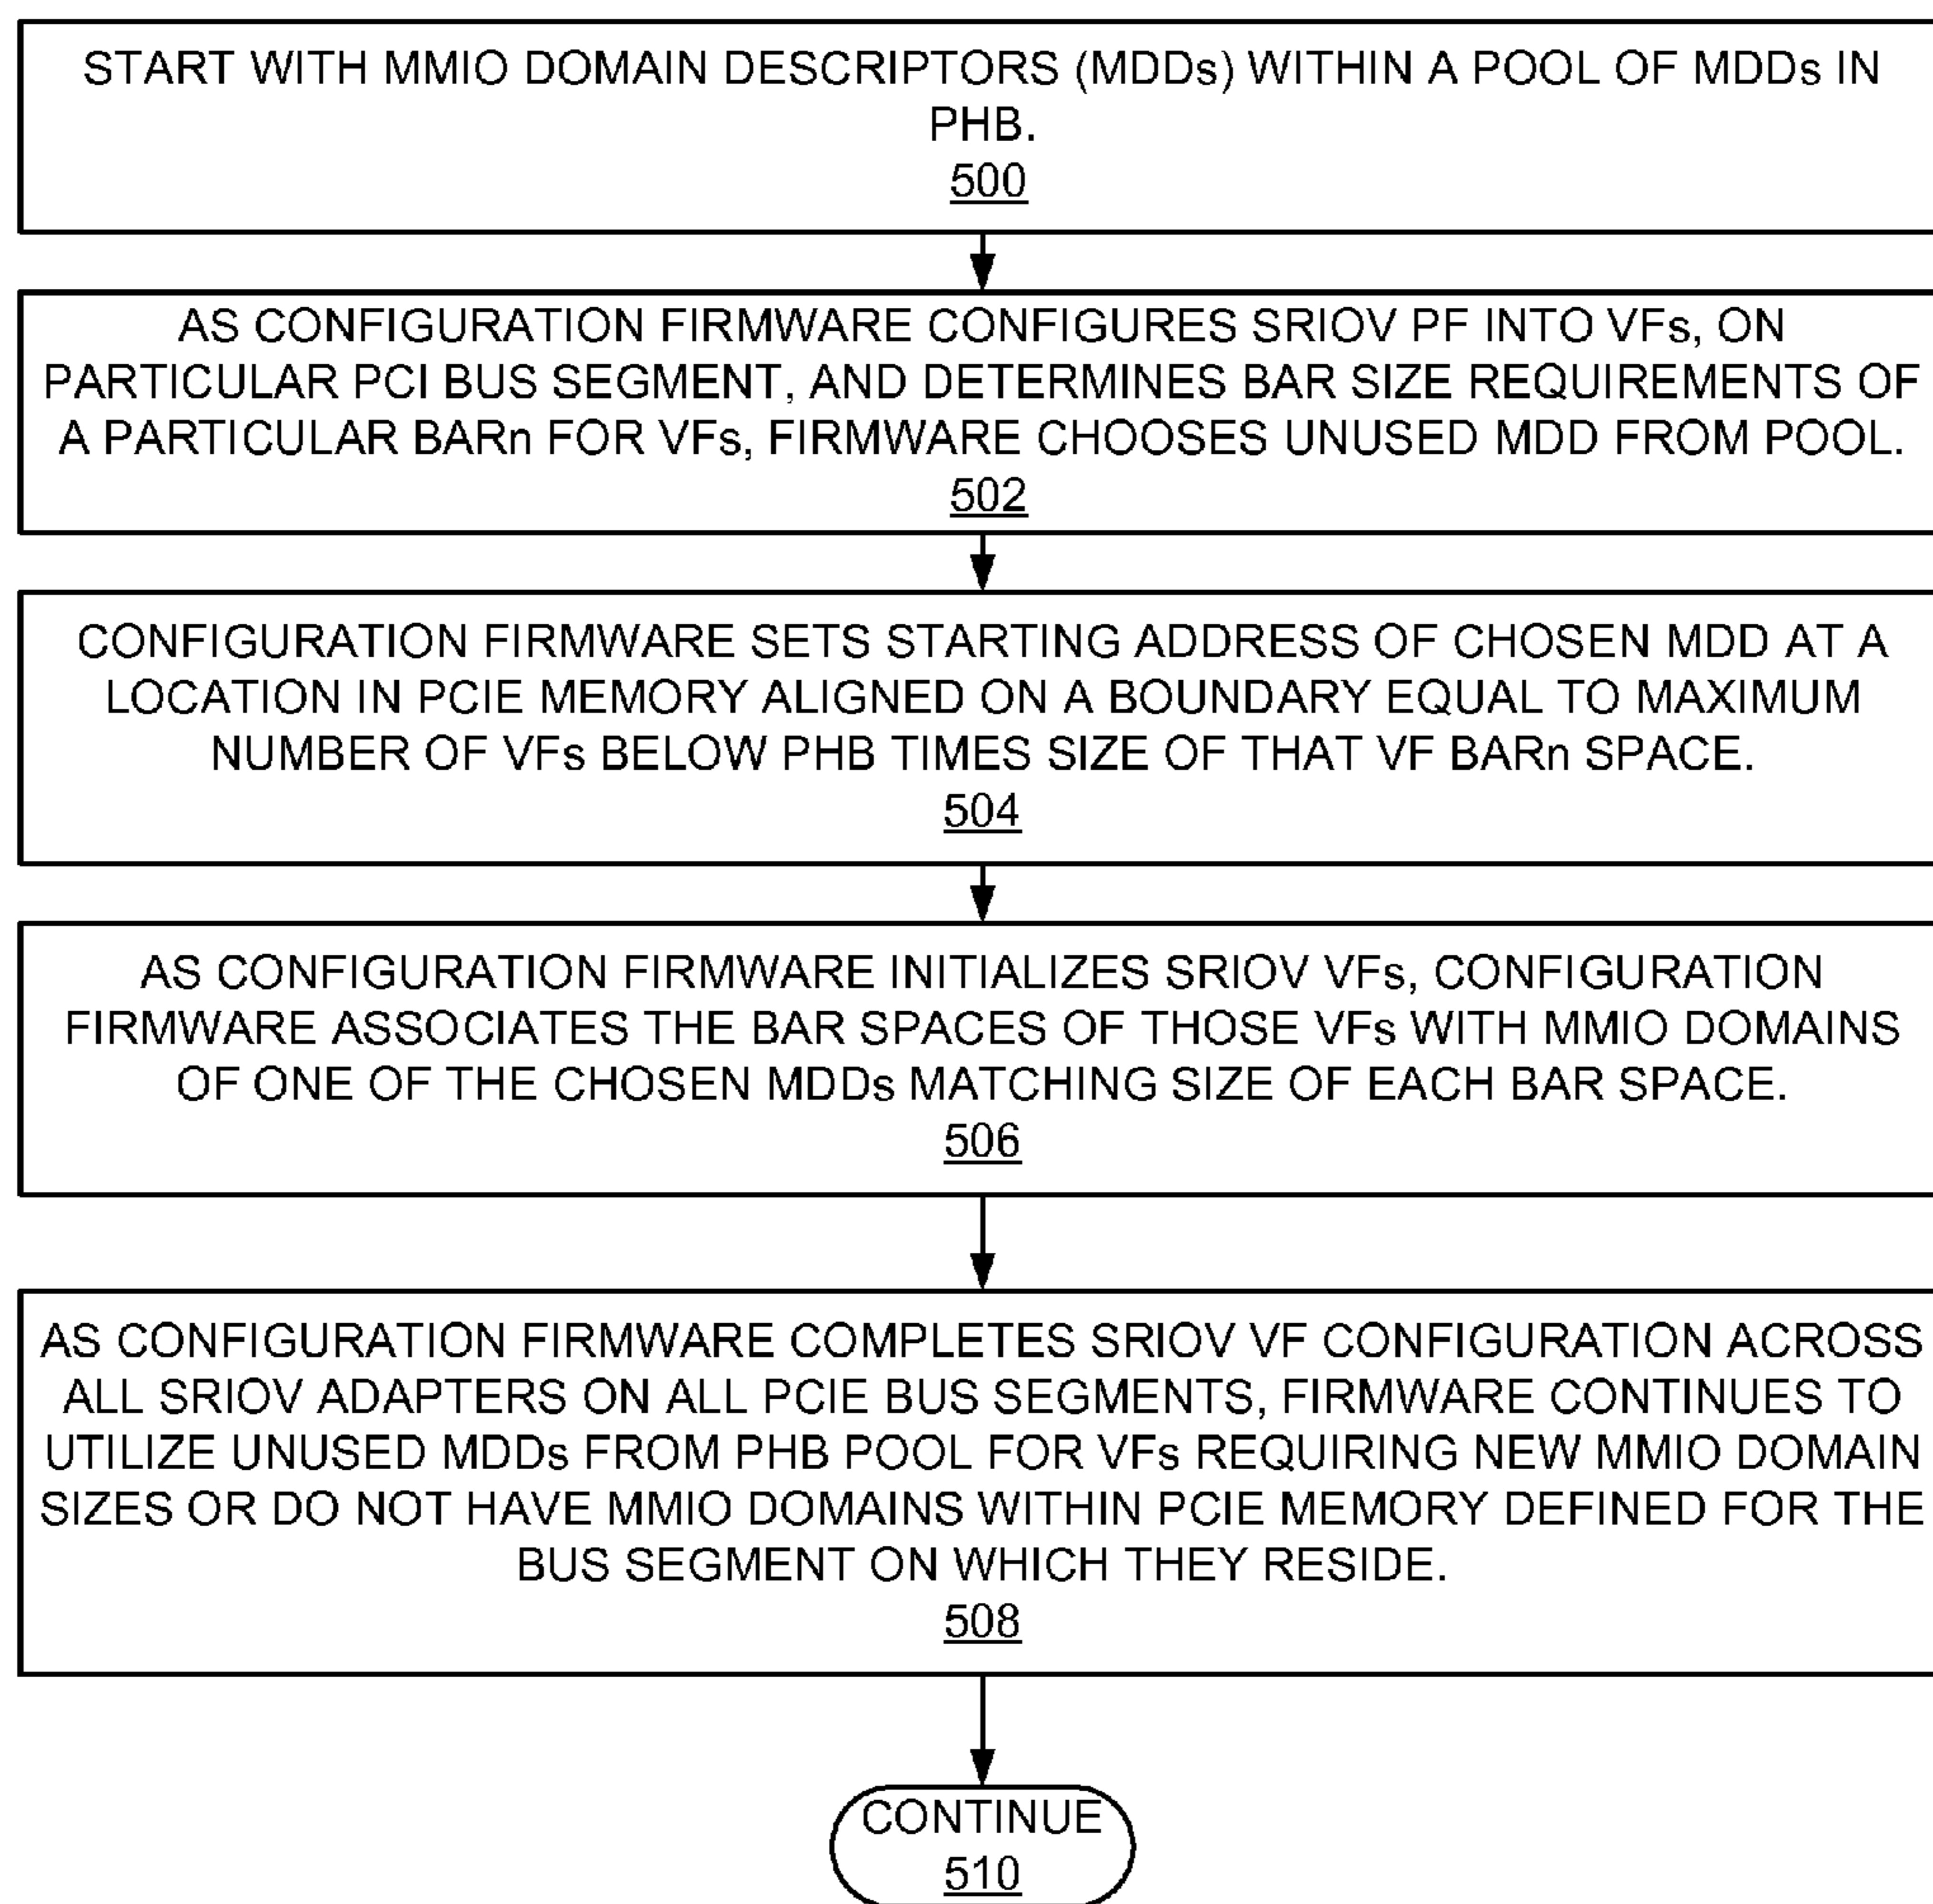 START WITH MMIO DOMAIN DESCRIPTORS (MDDs) WITHIN A POOL OF MDDs IN
PHB.
500
AS CONFIGURATION FIRMWARE CONFIGURES SRIOV PF INTO VFs, ON
PARTICULAR PCI BUS SEGMENT, AND DETERMINES BAR SIZE REQUIREMENTS OF
A PARTICULAR BARn FOR VFs, FIRMWARE CHOOSES UNUSED MDD FROM POOL.
502
CONFIGURATION FIRMWARE SETS STARTING ADDRESS OF CHOSEN MDD AT A
LOCATION IN PCIE MEMORY ALIGNED ON A BOUNDARY EQUAL TO MAXIMUM
NUMBER OF VFs BELOW PHB TIMES SIZE OF THAT VF BARn SPACE.
504
AS CONFIGURATION FIRMWARE INITIALIZES SRIOV VFs, CONFIGURATION
FIRMWARE ASSOCIATES THE BAR SPACES OF THOSE VFs WITH MMIO DOMAINS
OF ONE OF THE CHOSEN MDDs MATCHING SIZE OF EACH BAR SPACE.
506
AS CONFIGURATION FIRMWARE COMPLETES SRIOV VF CONFIGURATION ACROSS
ALL SRIOV ADAPTERS ON ALL PCIE BUS SEGMENTS, FIRMWARE CONTINUES TO
UTILIZE UNUSED MDDs FROM PHB POOL FOR VFs REQUIRING NEW MMIO DOMAIN
SIZES OR DO NOT HAVE MMIO DOMAINS WITHIN PCIE MEMORY DEFINED FOR THE
BUS SEGMENT ON WHICH THEY RESIDE.
508
CONTINUE
510